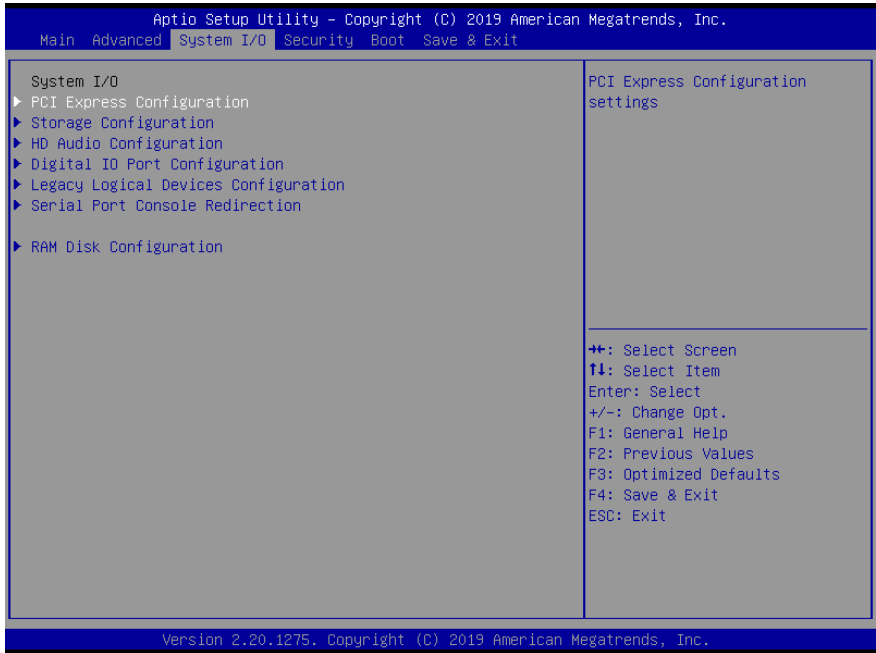 Aptio Setup Utility – Copyright (C) 2019 American Megatrends, Inc.
Main Advanced System I/O Security Boot Save & Exit
System I/O
▶ PCI Express Configuration
▶ Storage Configuration
▶ HD Audio Configuration
▶ Digital IO Port Configuration
▶ Legacy Logical Devices Configuration
▶ Serial Port Console Redirection
▶ RAM Disk Configuration
PCI Express Configuration
settings
→←: Select Screen
↑↓: Select Item
Enter: Select
+/-: Change Opt.
F1: General Help
F2: Previous Values
F3: Optimized Defaults
F4: Save & Exit
ESC: Exit
Version 2.20.1275. Copyright (C) 2019 American Megatrends, Inc.